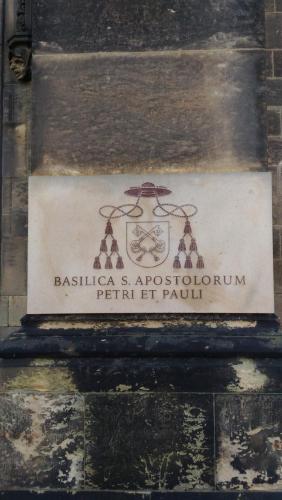 BASILICA S. APOSTOLORUM
PETRI ET PAULI